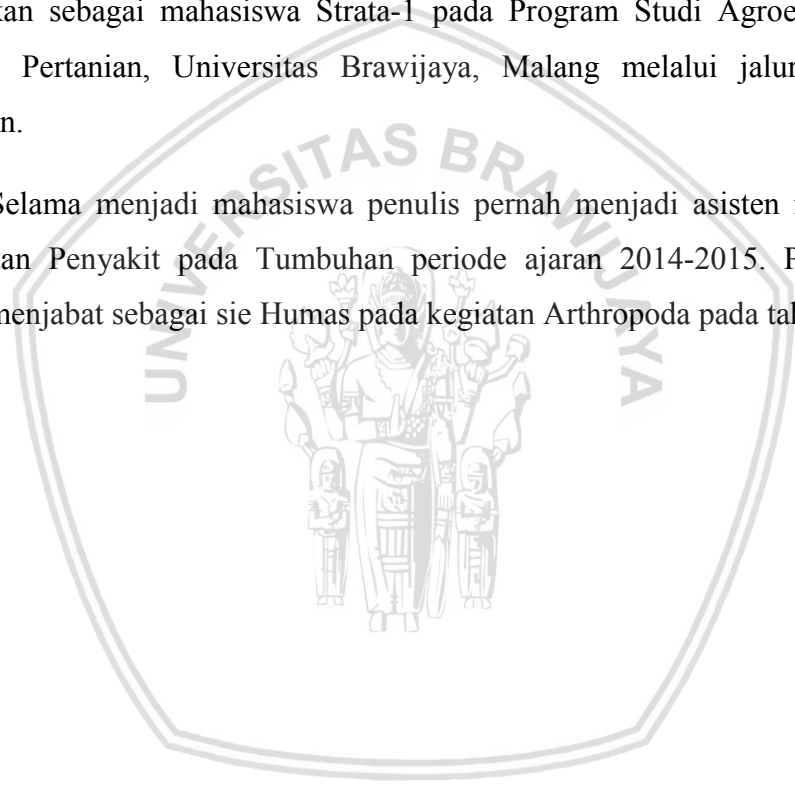 kan sebagai mahasiswa Strata-1 pada Program Studi Agroe
Pertanian, Universitas Brawijaya, Malang melalui jalur
n.
Selama menjadi mahasiswa penulis pernah menjadi asisten
an Penyakit pada Tumbuhan periode ajaran 2014-2015. P
menjabat sebagai sie Humas pada kegiatan Arthropoda pada ta
UNIVERSITAS BRAWIJAYA